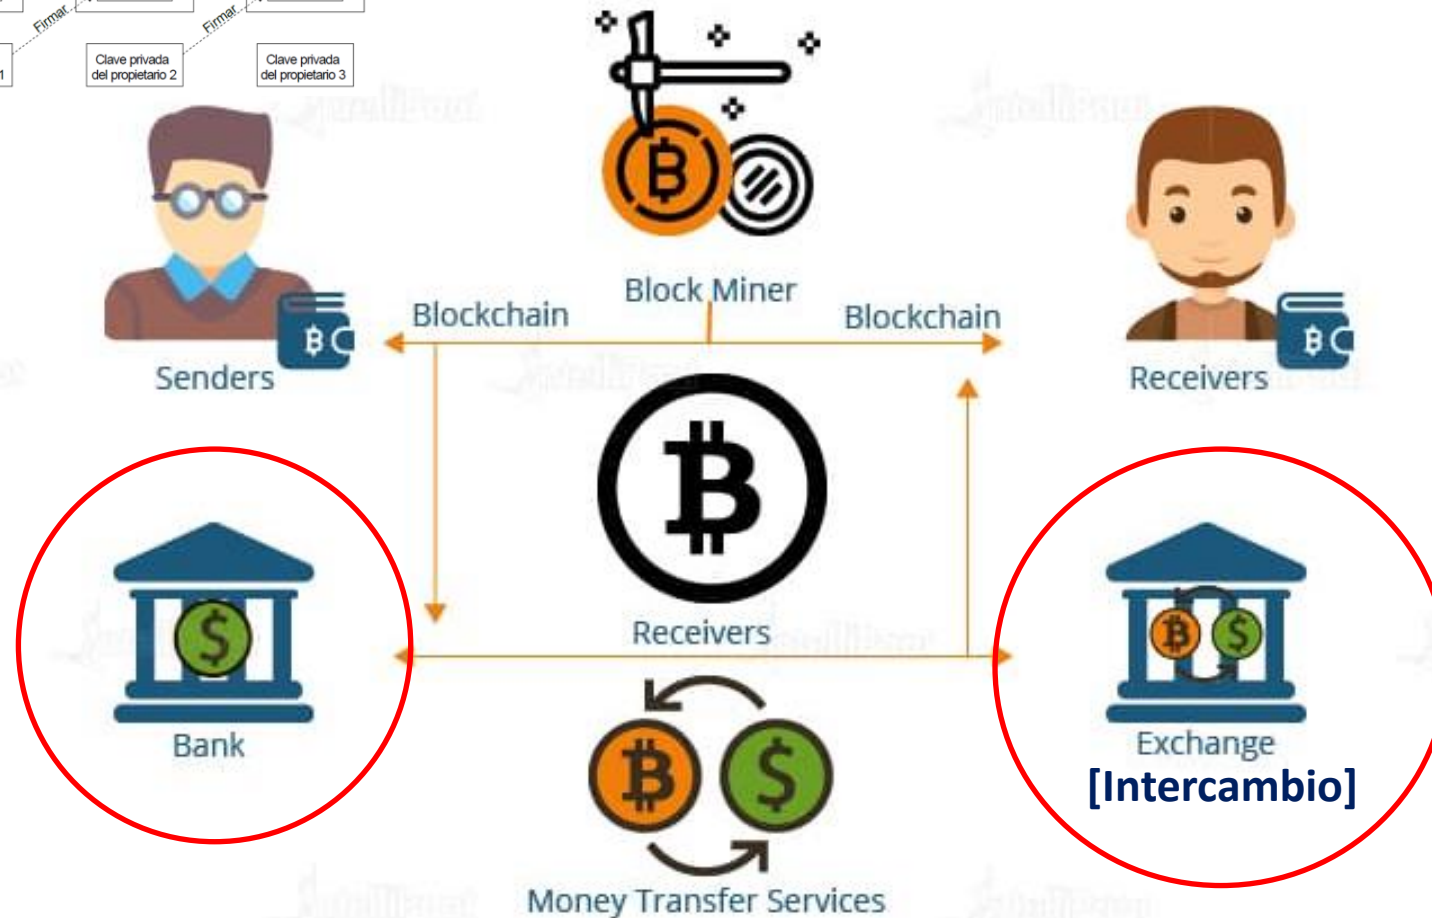 Firmar
Firmar
1
Clave privada
del propietario 2
Clave privada
del propietario 3
Block Miner
Blockchain
Blockchain
Senders
Receivers
Receivers
Bank
Exchange
[Intercambio]
Money Transfer Services